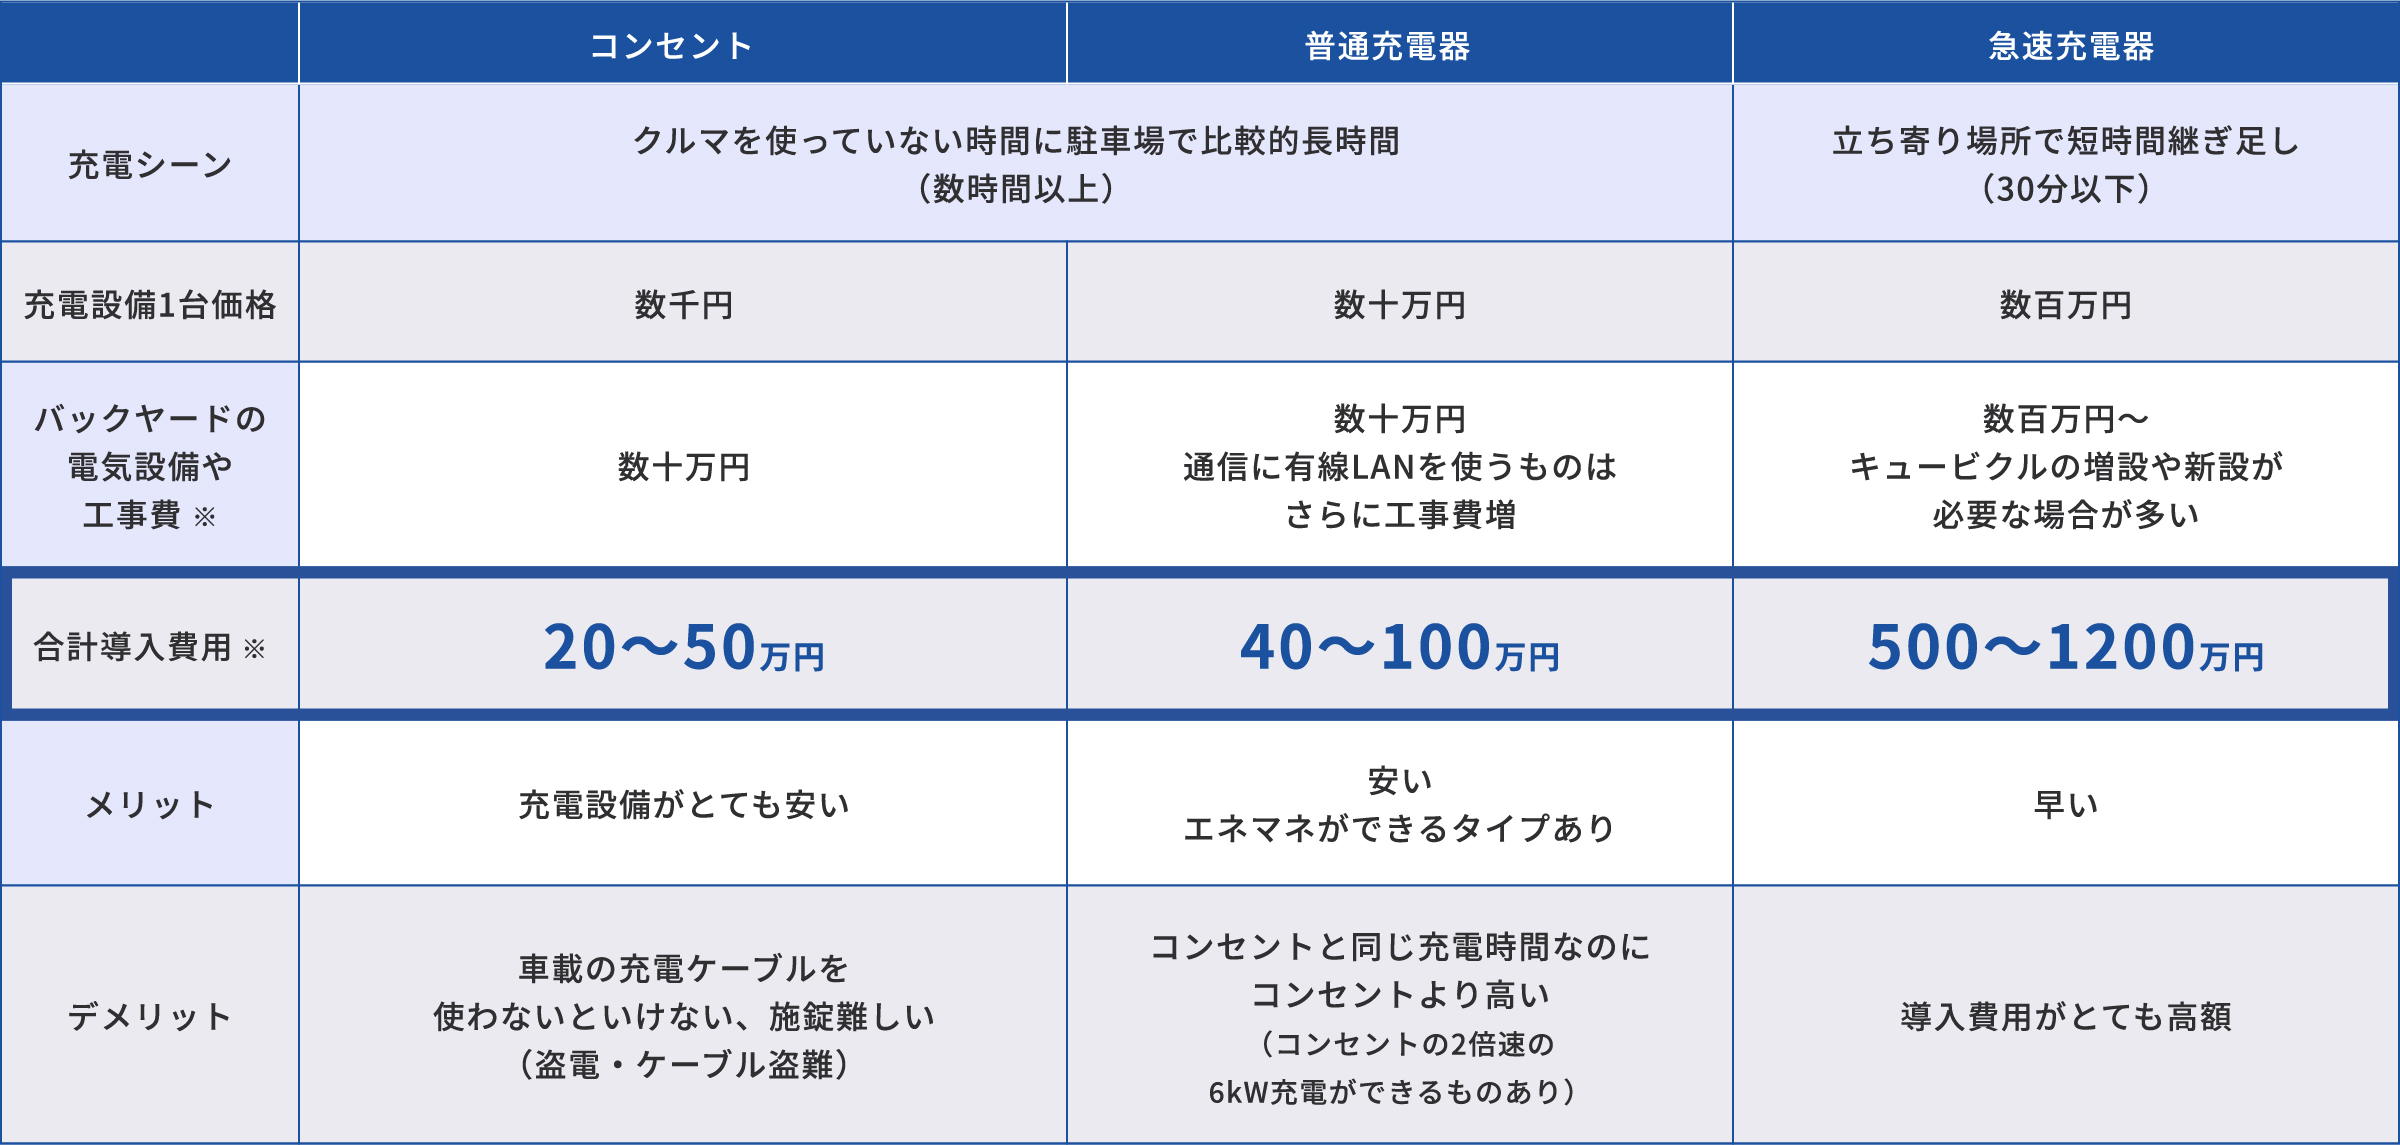 コンセント
普通充電器
急速充電器
充電シーン
クルマを使っていない時間に駐車場で比較的長時間
（数時間以上）
立ち寄り場所で短時間継ぎ足し
（30分以下）
充電設備1台価格
数千円
数十万円
数百万円
バックヤードの
電気設備や
工事費 ※
数十万円
数十万円
通信に有線LANを使うものは
さらに工事費増
数百万円〜
キュービクルの増設や新設が
必要な場合が多い
合計導入費用 ※
20〜50万円
40〜100万円
500〜1200万円
メリット
充電設備がとても安い
安い
エネマネができるタイプあり
早い
デメリット
車載の充電ケーブルを
使わないといけない、施錠難しい
（盗電・ケーブル盗難）
コンセントと同じ充電時間なのに
コンセントより高い
（コンセントの2倍速の
6kW充電ができるものあり）
導入費用がとても高額